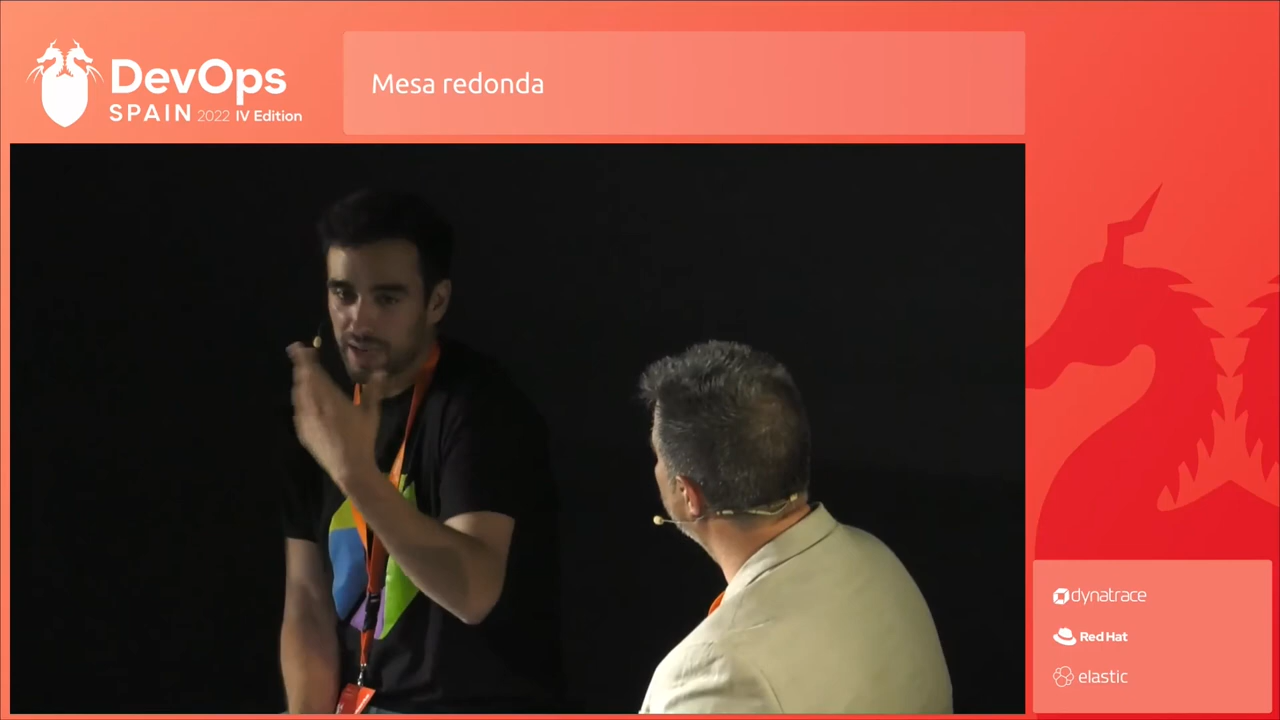 DevOps
SPAIN 2022 IV Edition
Mesa redonda
dynatrace
Red Hat
elastic